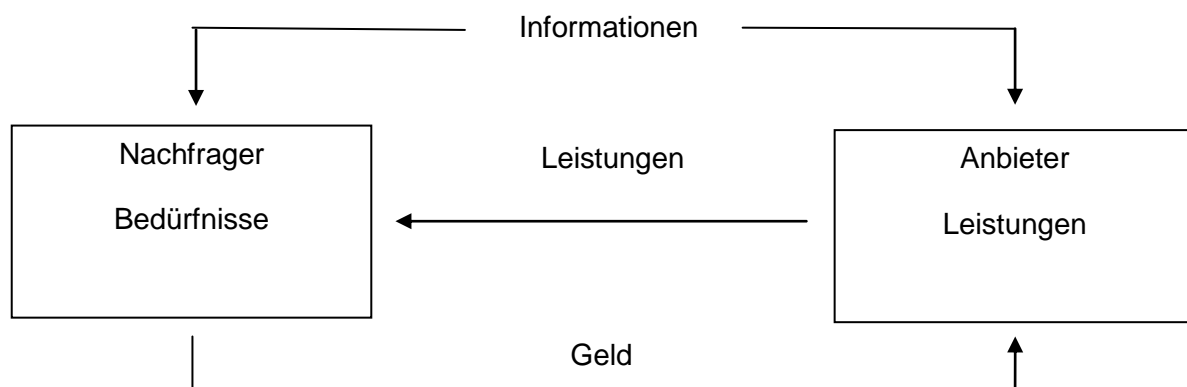 Informationen
Nachfrager
Bedürfnisse
Leistungen
Anbieter
Leistungen
Geld